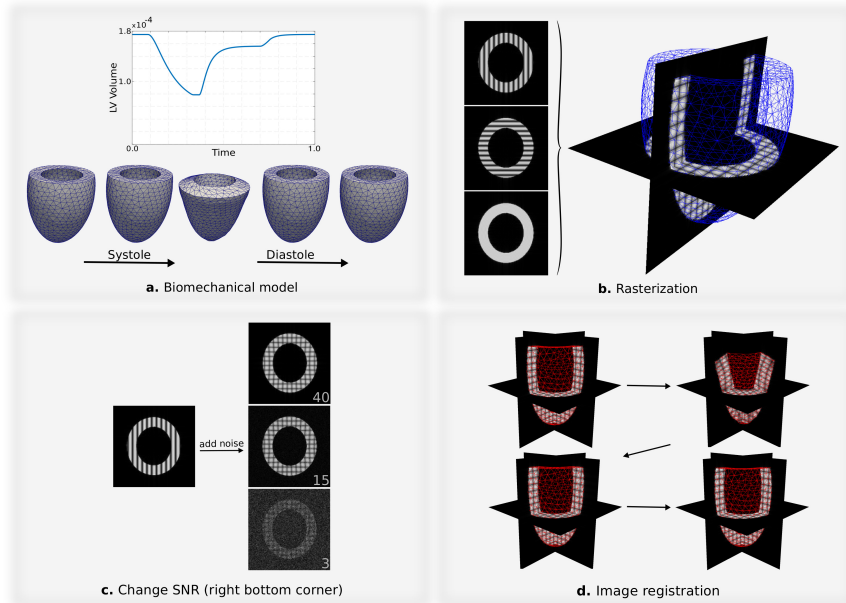 1.8
×10⁻⁴
1.0
LV Volume
0.0
Time
1.0
Systole
Diastole
a. Biomechanical model
b. Rasterization
40
add noise
15
3
c. Change SNR (right bottom corner)
d. Image registration